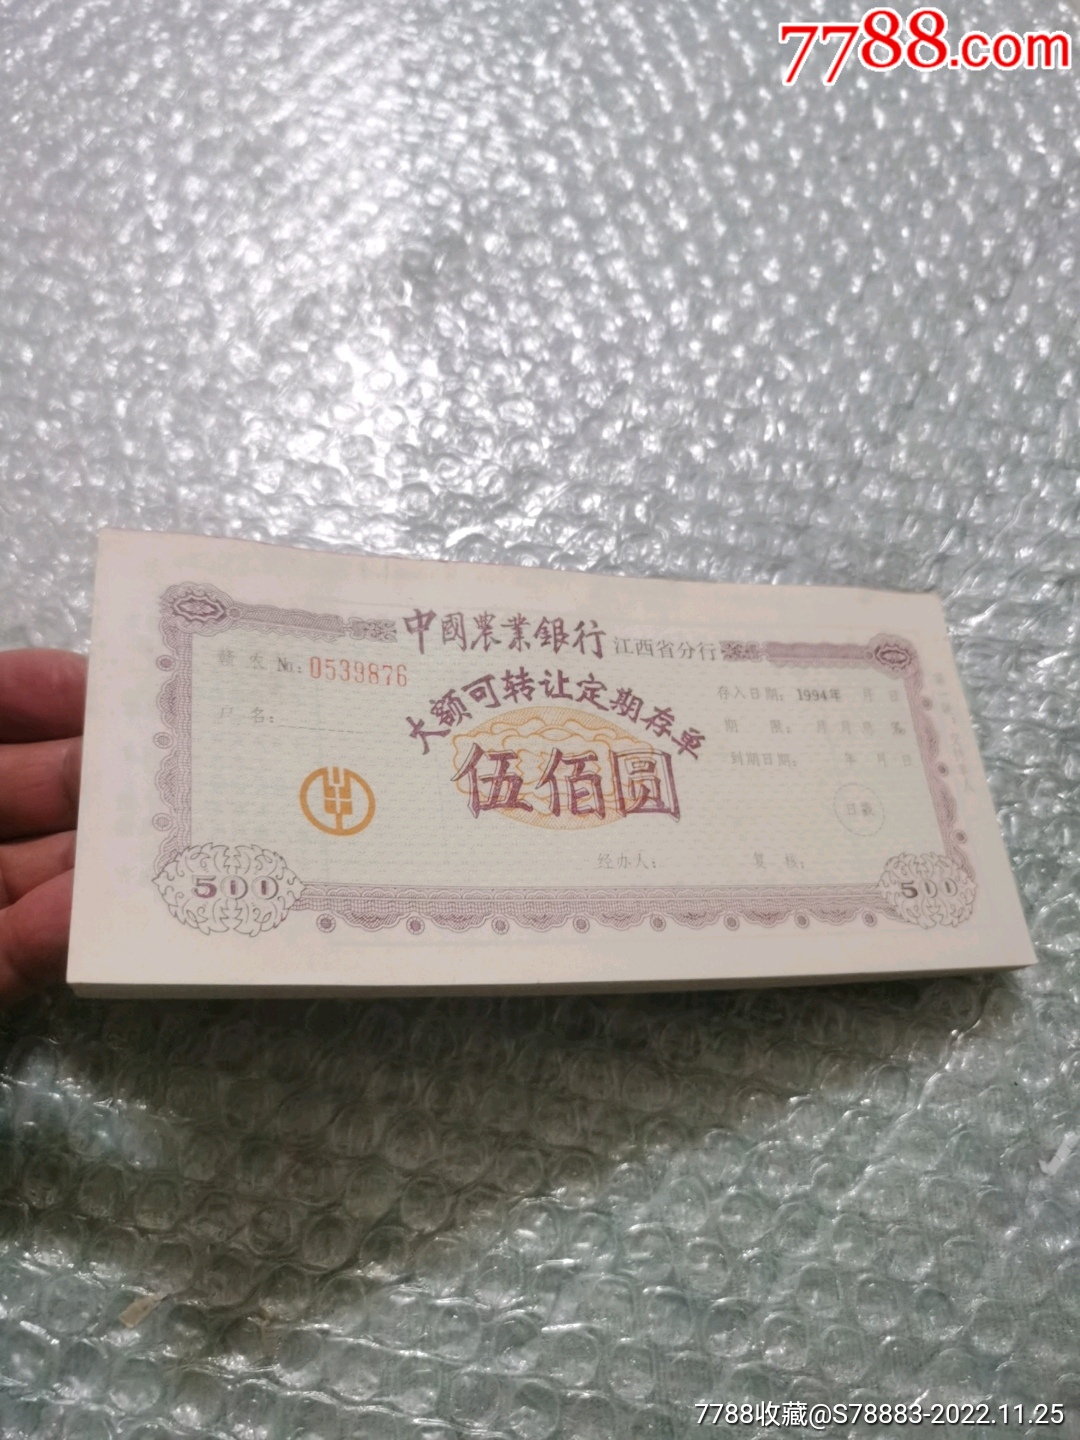 7788.com
中國農業銀行 江西省分行
赣 农 No: 0539876
户 名:
大额可转让定期存单
伍佰圆
存入日期: 1994年 月 日
期 限: 月 月息 ‰
到期日期: 年 月 日
日戳
经办人: 复 核:
500 500
7788收藏@S78883-2022.11.25